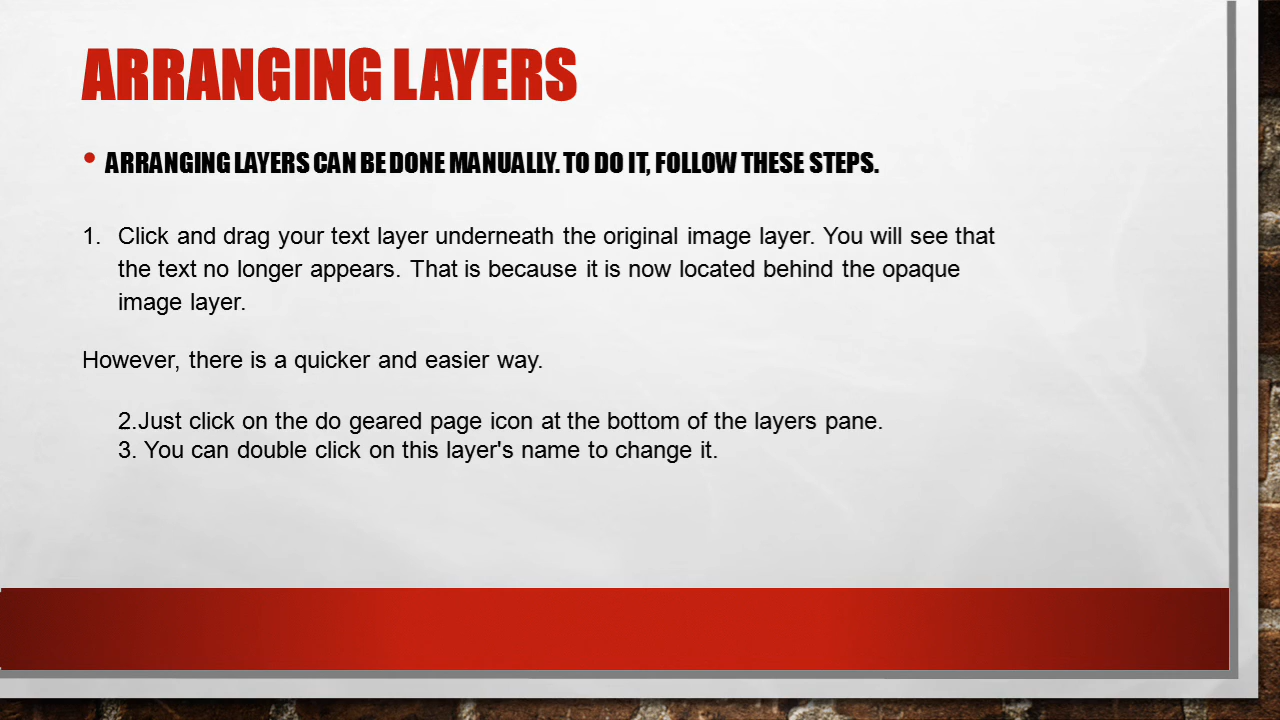 ARRANGING LAYERS
• ARRANGING LAYERS CAN BE DONE MANUALLY. TO DO IT, FOLLOW THESE STEPS.
1. Click and drag your text layer underneath the original image layer. You will see that
the text no longer appears. That is because it is now located behind the opaque
image layer.
However, there is a quicker and easier way.
2.Just click on the do geared page icon at the bottom of the layers pane.
3. You can double click on this layer's name to change it.